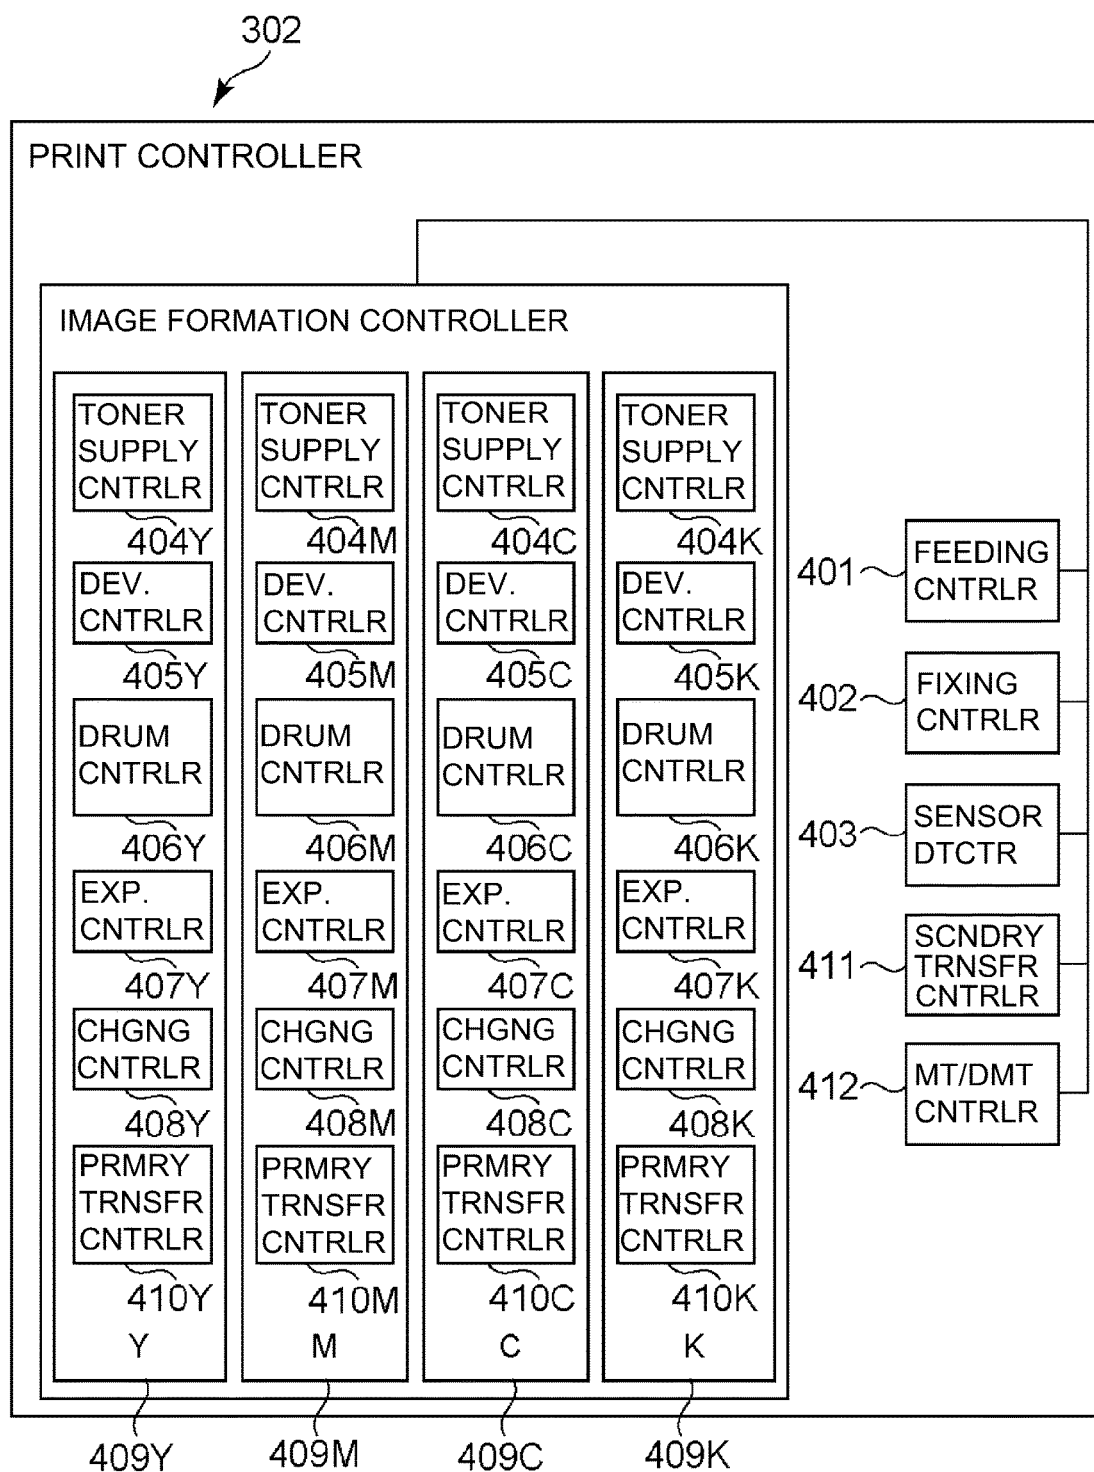 302
PRINT CONTROLLER
IMAGE FORMATION CONTROLLER
TONER
SUPPLY
CNTRLR
404Y
DEV.
CNTRLR
405Y
DRUM
CNTRLR
406Y
EXP.
CNTRLR
407Y
CHGNG
CNTRLR
408Y
PRMRY
TRNSFR
CNTRLR
410Y
Y
409Y
TONER
SUPPLY
CNTRLR
404M
DEV.
CNTRLR
405M
DRUM
CNTRLR
406M
EXP.
CNTRLR
407M
CHGNG
CNTRLR
408M
PRMRY
TRNSFR
CNTRLR
410M
M
409M
TONER
SUPPLY
CNTRLR
404C
DEV.
CNTRLR
405C
DRUM
CNTRLR
406C
EXP.
CNTRLR
407C
CHGNG
CNTRLR
408C
PRMRY
TRNSFR
CNTRLR
410C
C
409C
TONER
SUPPLY
CNTRLR
404K
DEV.
CNTRLR
405K
DRUM
CNTRLR
406K
EXP.
CNTRLR
407K
CHGNG
CNTRLR
408K
PRMRY
TRNSFR
CNTRLR
410K
K
409K
401
FEEDING
CNTRLR
402
FIXING
CNTRLR
403
SENSOR
DTCTR
411
SCNDRY
TRNSFR
CNTRLR
412
MT/DMT
CNTRLR